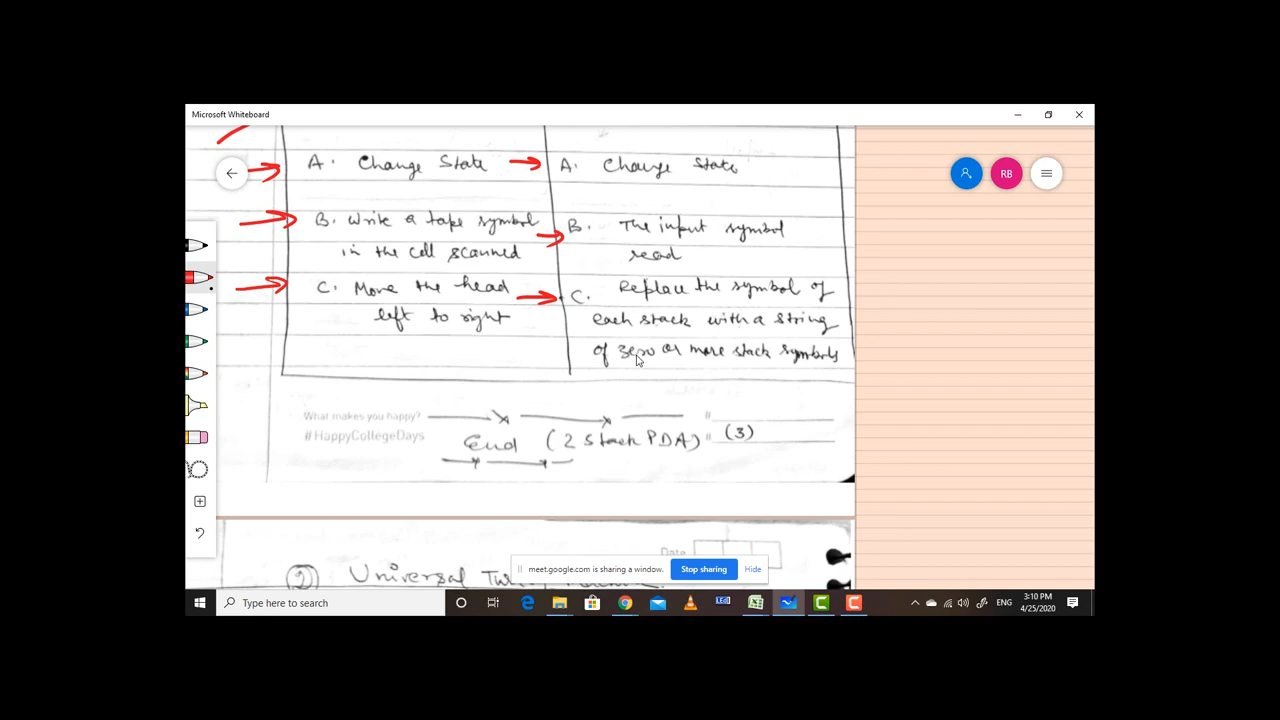 Microsoft Whiteboard
A. Change State
A. Change State
B. Write a tape symbol
in the cell scanned
B. The input symbol
read
C. Move the head
left to right
C. Replace the symbol of
each stack with a string
of zero or more stack symbols
What makes you happy?
#HappyCollegeDays
#
#
End (2 Stack PDA) (3)
RB
Date
② Universal
meet.google.com is sharing a window.
Stop sharing
Hide
Type here to search
ENG
3:10 PM
4/25/2020